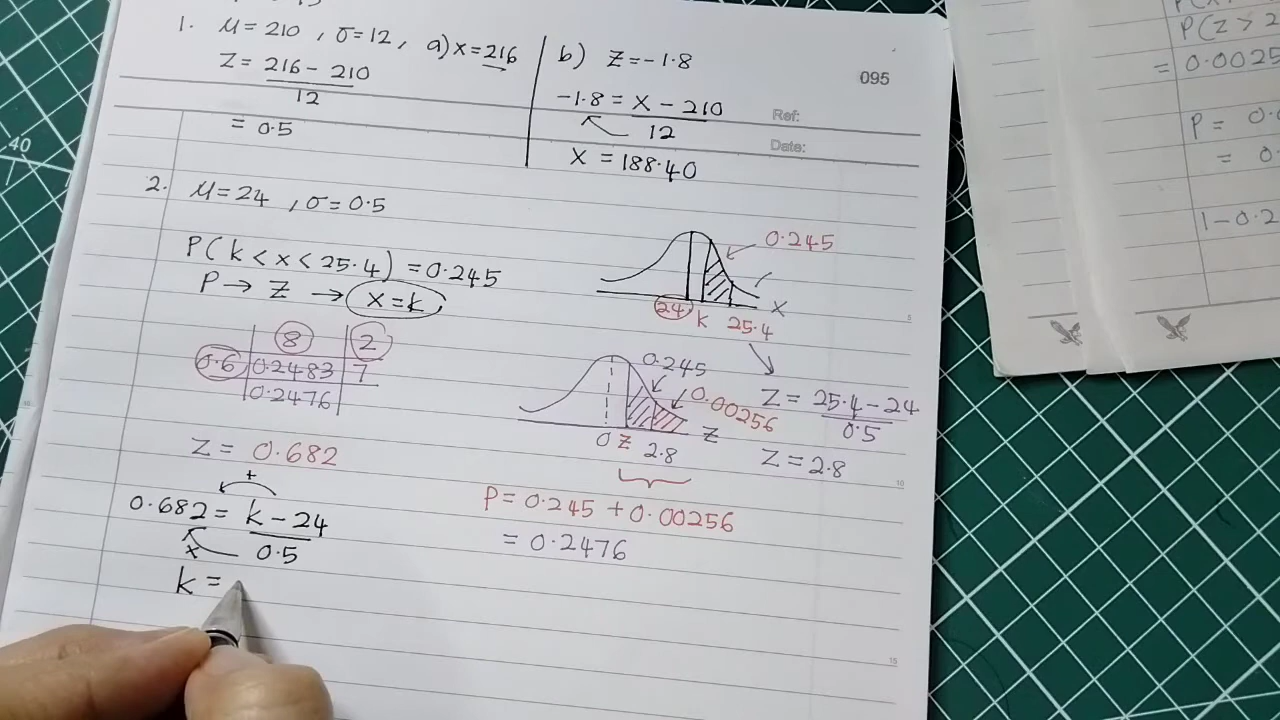 1. μ = 210 , σ = 12 , a) x = 216
Z = 216 - 210
12
= 0.5
b) Z = -1.8
-1.8 = x - 210
12
x = 188.40
095
Ref:
Date:
2. μ = 24 , σ = 0.5
P( k < x < 25.4 ) = 0.245
P → Z → x = k
8 2
0.6 0.2483 7
0.2476
Z = 0.682
+
0.682 = k - 24
x 0.5
k =
0.245
x
24 k 25.4
0.245
0.00256
0 Z 2.8 Z
Z = 25.4 - 24
0.5
Z = 2.8
P = 0.245 + 0.00256
= 0.2476
5
10
15
P(Z > 2
= 0.0025
P = 0.
= 0.
1 - 0.2
40